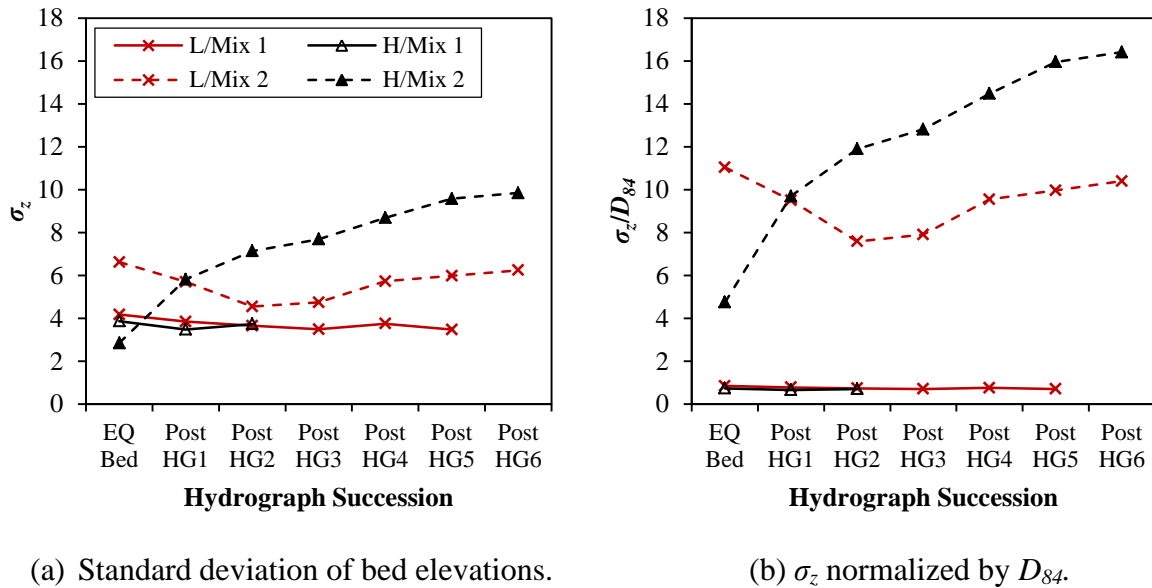 18
16
14
12
10
8
6
4
2
0
σz
L/Mix 1
H/Mix 1
L/Mix 2
H/Mix 2
EQ Bed
Post HG1
Post HG2
Post HG3
Post HG4
Post HG5
Post HG6
Hydrograph Succession
(a) Standard deviation of bed elevations.
18
16
14
12
10
8
6
4
2
0
σz/D84
EQ Bed
Post HG1
Post HG2
Post HG3
Post HG4
Post HG5
Post HG6
Hydrograph Succession
(b) σz normalized by D84.